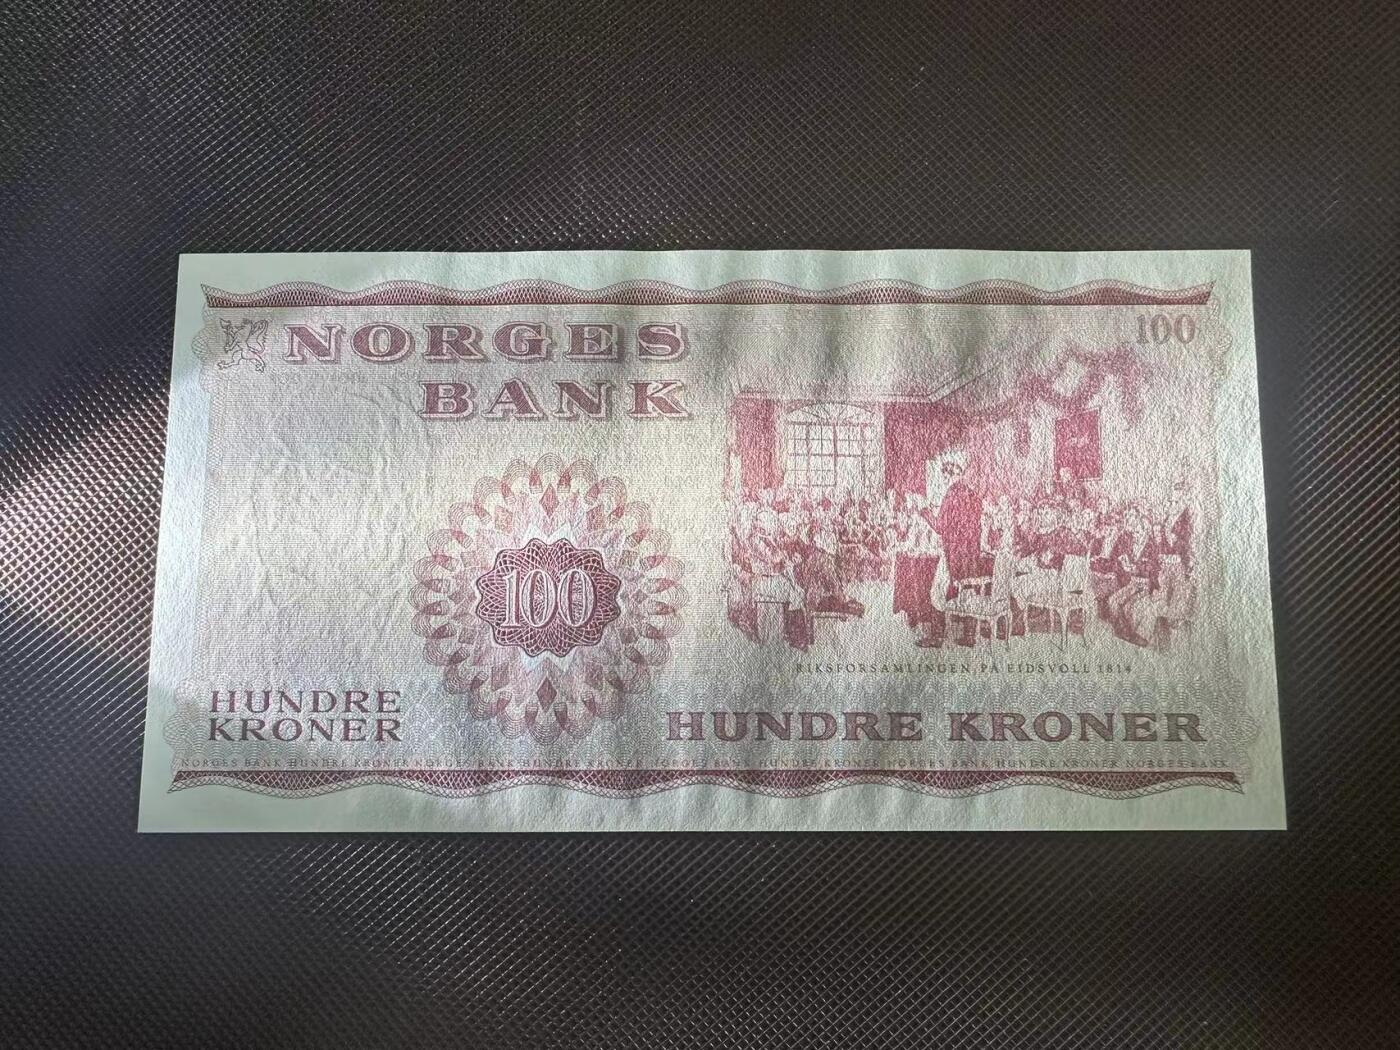 NORGES
BANK
100
100
RIKSFORSAMLINGEN PÅ EIDSVOLL 1814
HUNDRE
KRONER
HUNDRE KRONER
NORGES BANK HUNDRE KRONER NORGES BANK HUNDRE KRONER NORGES BANK HUNDRE KRONER NORGES BANK HUNDRE KRONER NORGES BANK